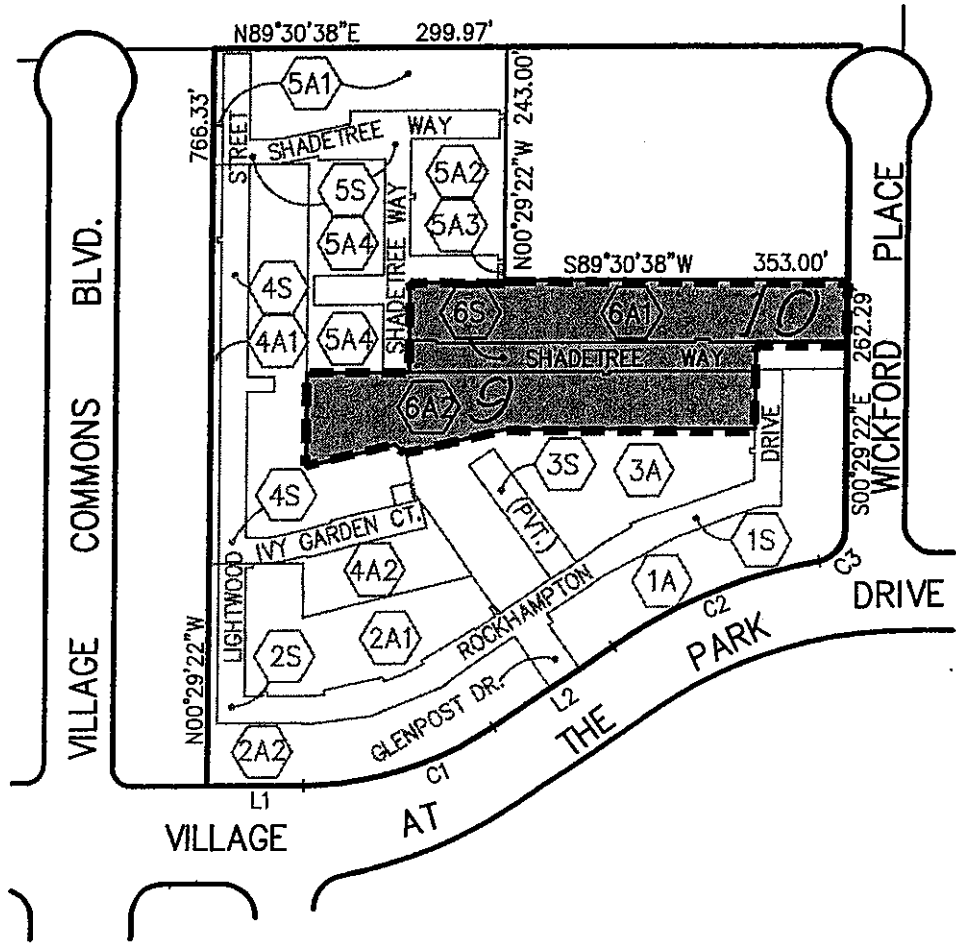 N89°30'38"E 299.97'
5A1
766.33'
STREET
SHADETREE WAY
243.00'
N00°29'22"W
5A2
5A3
5S
5A4
SHADETREE WAY
4S
4A1
5A4
S89°30'38"W 353.00'
6S
6A1
10
SHADETREE WAY
262.29'
S00°29'22"E
WICKFORD PLACE
6A2
9
DRIVE
3S
3A
(PVT.)
4S
IVY GARDEN CT.
4A2
1S
1A
C3
C2
ROCKHAMPTON
LIGHTWOOD
2S
2A1
N00°29'22"W
GLENPOST DR.
L2
2A2
C1
L1
VILLAGE COMMONS BLVD.
VILLAGE AT THE PARK DRIVE